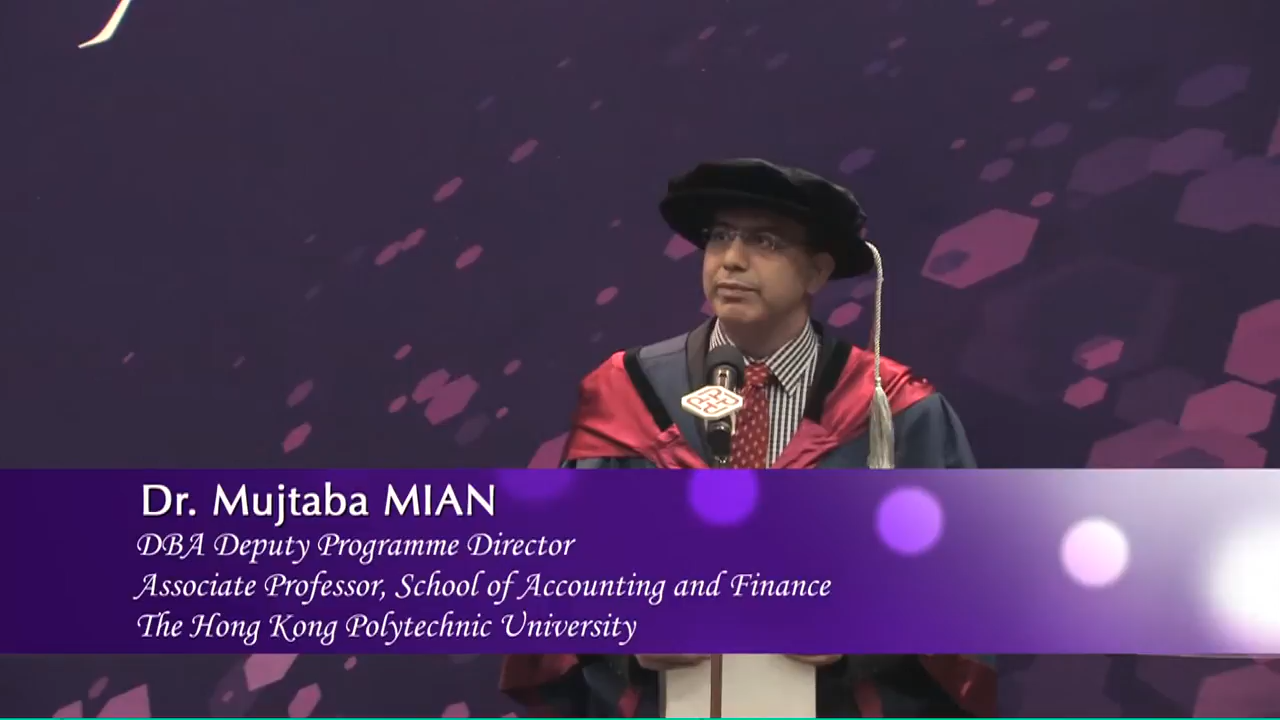 Dr. Mujtaba MIAN
DBA Deputy Programme Director
Associate Professor, School of Accounting and Finance
The Hong Kong Polytechnic University